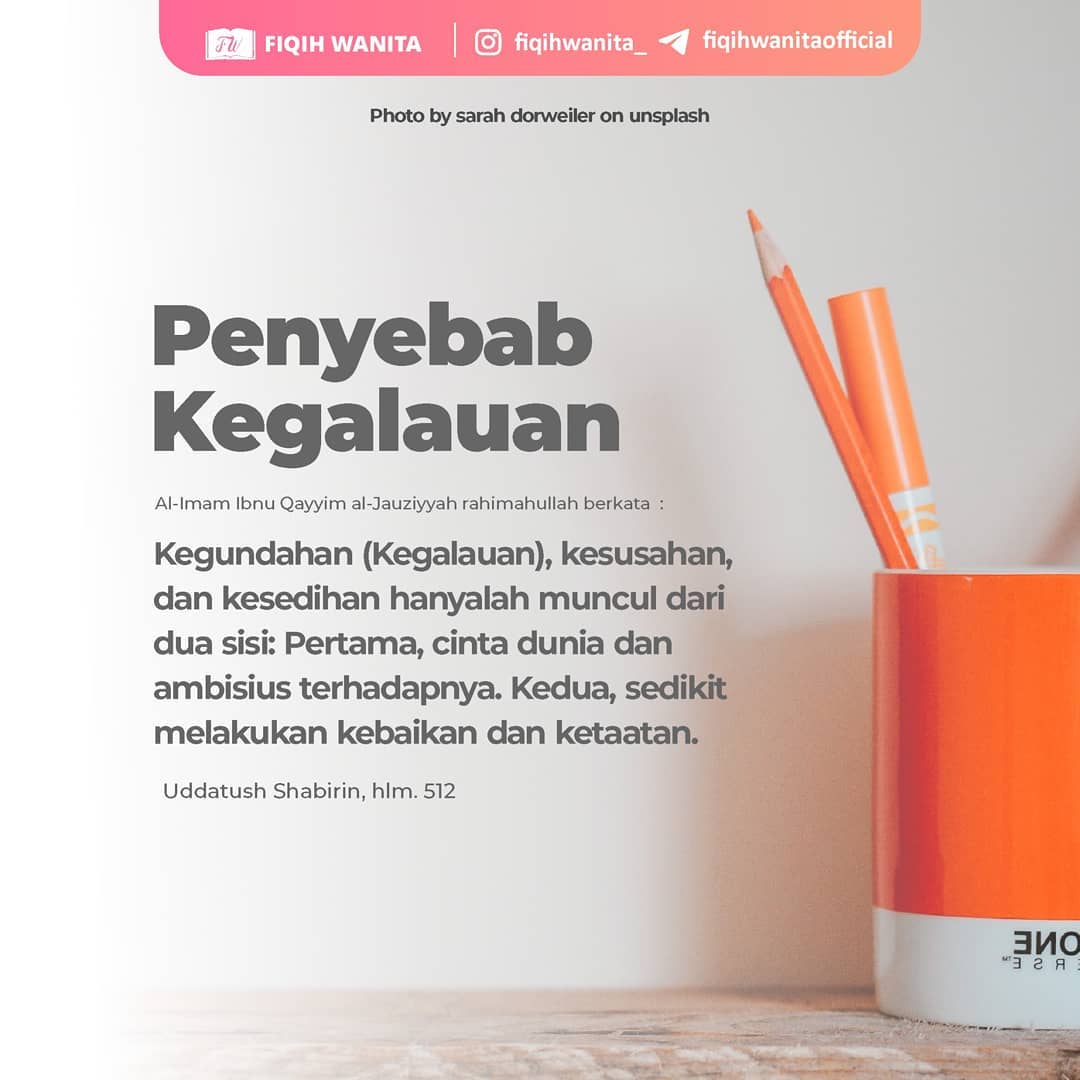 FW FIQIH WANITA fiqihwanita_ fiqihwanitaofficial
Photo by sarah dorweiler on unsplash
Penyebab
Kegalauan
Al-Imam Ibnu Qayyim al-Jauziyyah rahimahullah berkata :
Kegundahan (Kegalauan), kesusahan,
dan kesedihan hanyalah muncul dari
dua sisi: Pertama, cinta dunia dan
ambisius terhadapnya. Kedua, sedikit
melakukan kebaikan dan ketaatan.
Uddatush Shabirin, hlm. 512
ONE
ERSE™